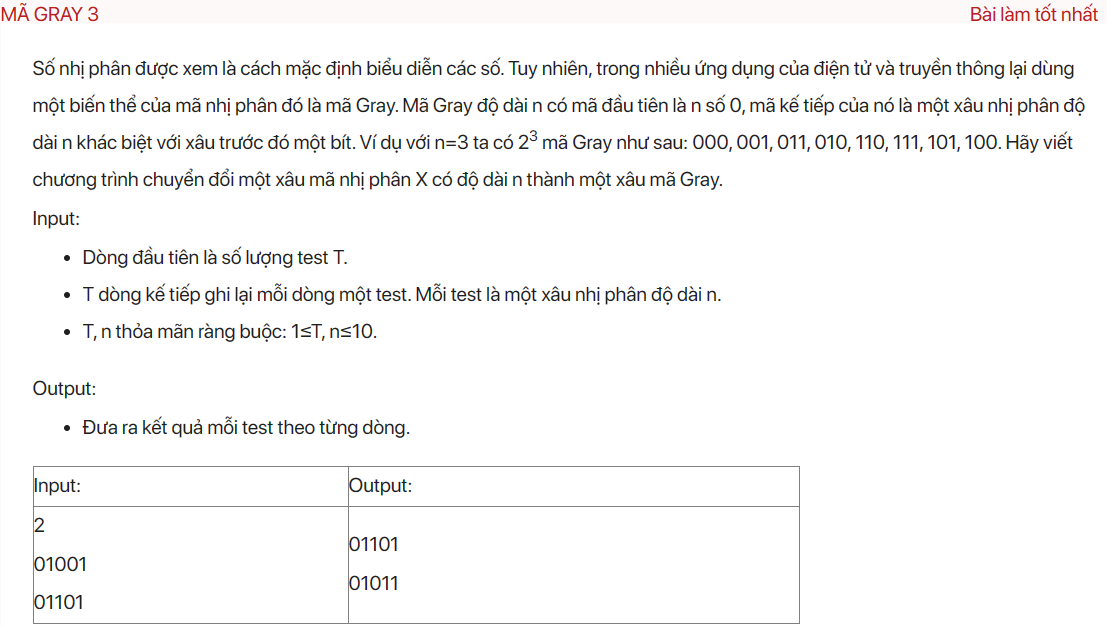 MÃ GRAY 3
Bài làm tốt nhất
Số nhị phân được xem là cách mặc định biểu diễn các số. Tuy nhiên, trong nhiều ứng dụng của điện tử và truyền thông lại dùng
một biến thể của mã nhị phân đó là mã Gray. Mã Gray độ dài n có mã đầu tiên là n số 0, mã kế tiếp của nó là một xâu nhị phân độ
dài n khác biệt với xâu trước đó một bít. Ví dụ với n=3 ta có 2³ mã Gray như sau: 000, 001, 011, 010, 110, 111, 101, 100. Hãy viết
chương trình chuyển đổi một xâu mã nhị phân X có độ dài n thành một xâu mã Gray.
Input:
• Dòng đầu tiên là số lượng test T.
• T dòng kế tiếp ghi lại mỗi dòng một test. Mỗi test là một xâu nhị phân độ dài n.
• T, n thỏa mãn ràng buộc: 1≤T, n≤10.
Output:
• Đưa ra kết quả mỗi test theo từng dòng.
Input:
Output:
2
01001
01101
01101
01011